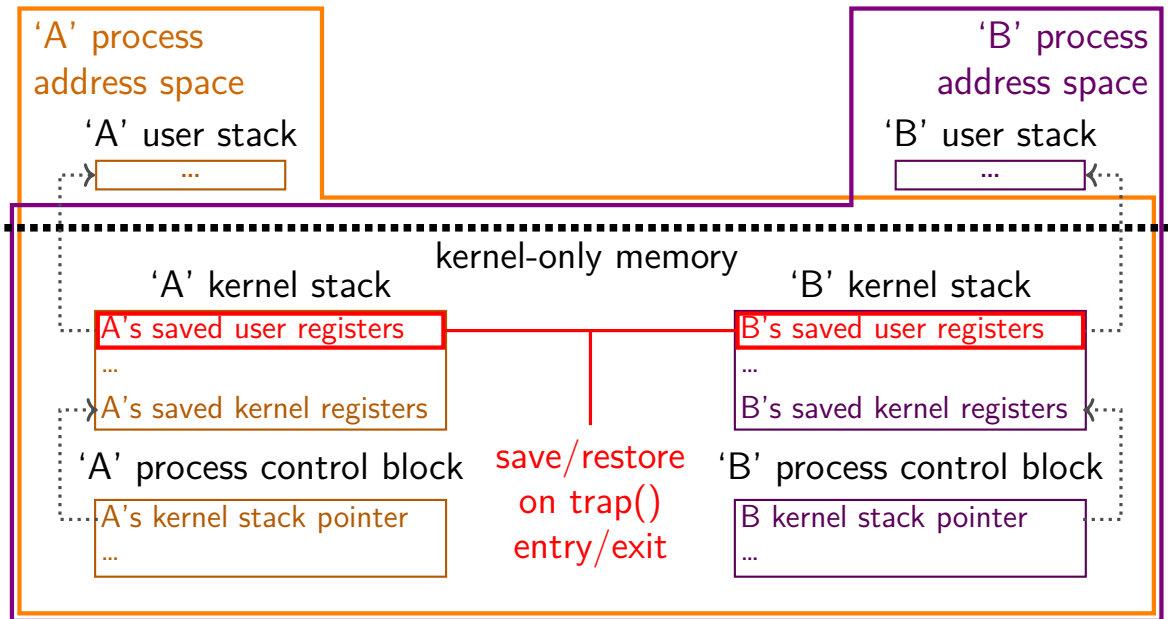 ‘A’ process
address space
‘B’ process
address space
‘A’ user stack
...
‘B’ user stack
...
kernel-only memory
‘A’ kernel stack
A's saved user registers
...
A's saved kernel registers
‘B’ kernel stack
B's saved user registers
...
B's saved kernel registers
save/restore
on trap()
entry/exit
‘A’ process control block
A's kernel stack pointer
...
‘B’ process control block
B kernel stack pointer
...